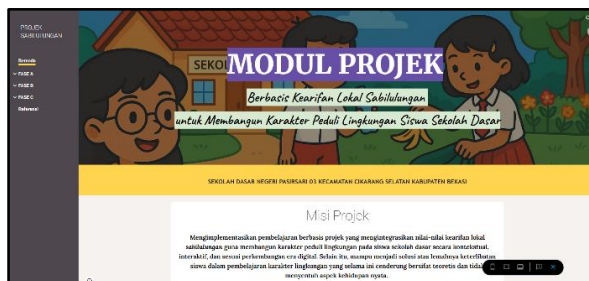 PROJEK
SABILULUNGAN
Beranda
FASE A
FASE B
FASE C
Referensi
SEKOL
MODUL PROJEK
Berbasis Kearifan Lokal Sabilulungan
untuk Membangun Karakter Peduli Lingkungan Siswa Sekolah Dasar
SEKOLAH DASAR NEGERI PASIRSARI 03 KECAMATAN CIKARANG SELATAN KABUPATEN BEKASI
Misi Projek
Mengimplementasikan pembelajaran berbasis projek yang mengintegrasikan nilai-nilai kearifan lokal
sabilulungan guna membangun karakter peduli lingkungan pada siswa sekolah dasar secara kontekstual,
interaktif, dan sesuai perkembangan era digital. Selain itu, mampu menjadi solusi atas lemahnya keterlibatan
siswa dalam pembelajaran karakter lingkungan yang selama ini cenderung bersifat teoretis dan tidak
menyentuh aspek kehidupan nyata.